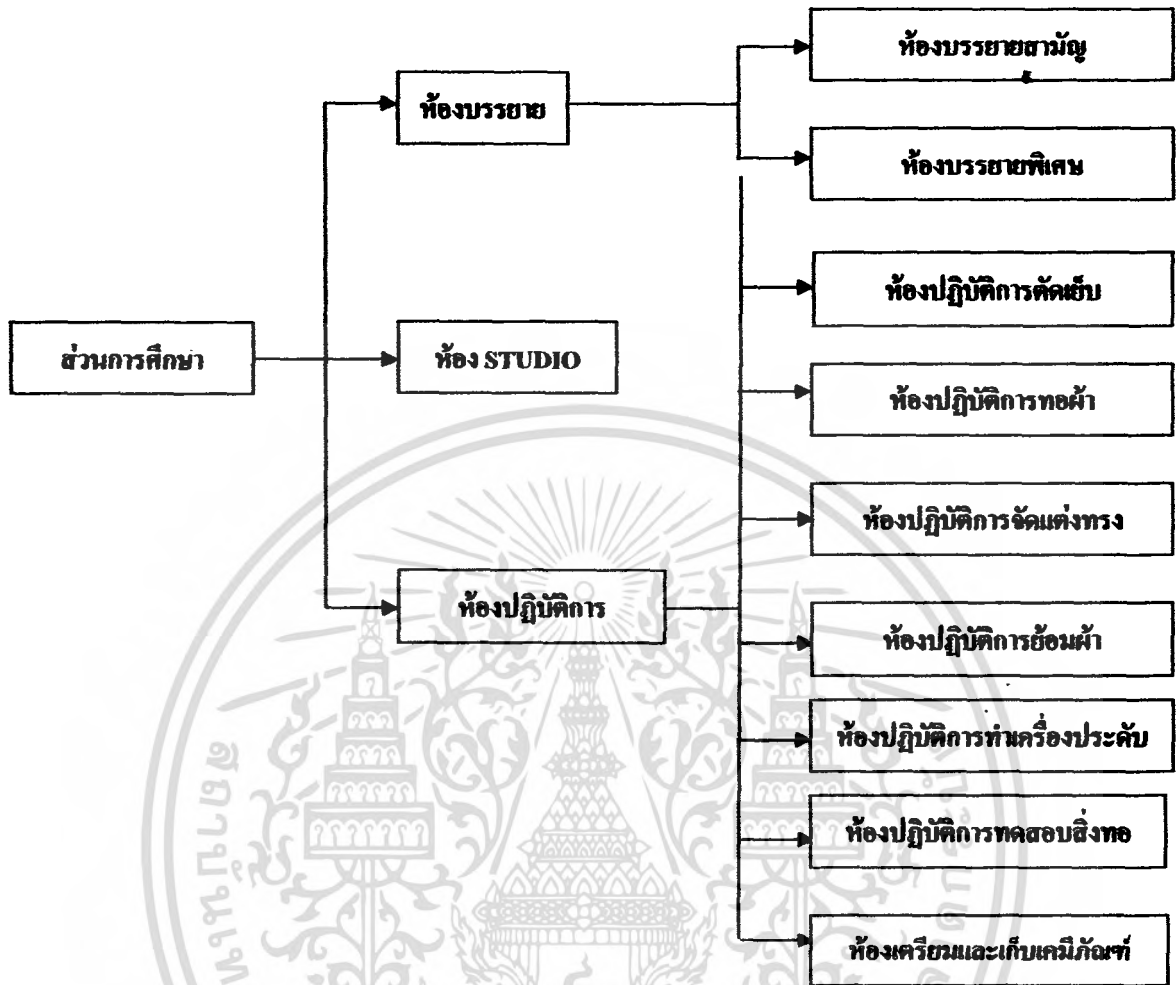 ส่วนการศึกษา
ห้องบรรยาย
ห้อง STUDIO
ห้องปฏิบัติการ
ห้องบรรยายสามัญ
ห้องบรรยายพิเศษ
ห้องปฏิบัติการตัดเย็บ
ห้องปฏิบัติการทอผ้า
ห้องปฏิบัติการจัดแต่งทรง
ห้องปฏิบัติการย้อมผ้า
ห้องปฏิบัติการทำเครื่องประดับ
ห้องปฏิบัติการทดสอบสิ่งทอ
ห้องเตรียมและเก็บเคมีภัณฑ์